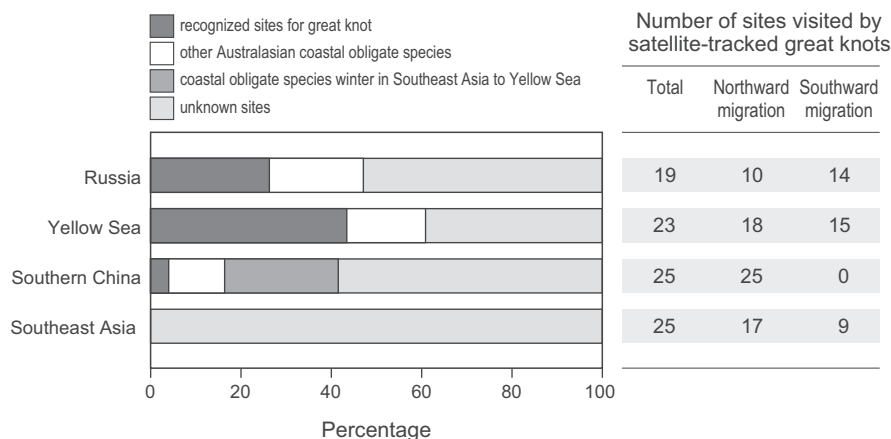 recognized sites for great knot
other Australasian coastal obligate species
coastal obligate species winter in Southeast Asia to Yellow Sea
unknown sites
Number of sites visited by
satellite-tracked great knots
Total Northward Southward
migration migration
Russia 19 10 14
Yellow Sea 23 18 15
Southern China 25 25 0
Southeast Asia 25 17 9
0 20 40 60 80 100
Percentage